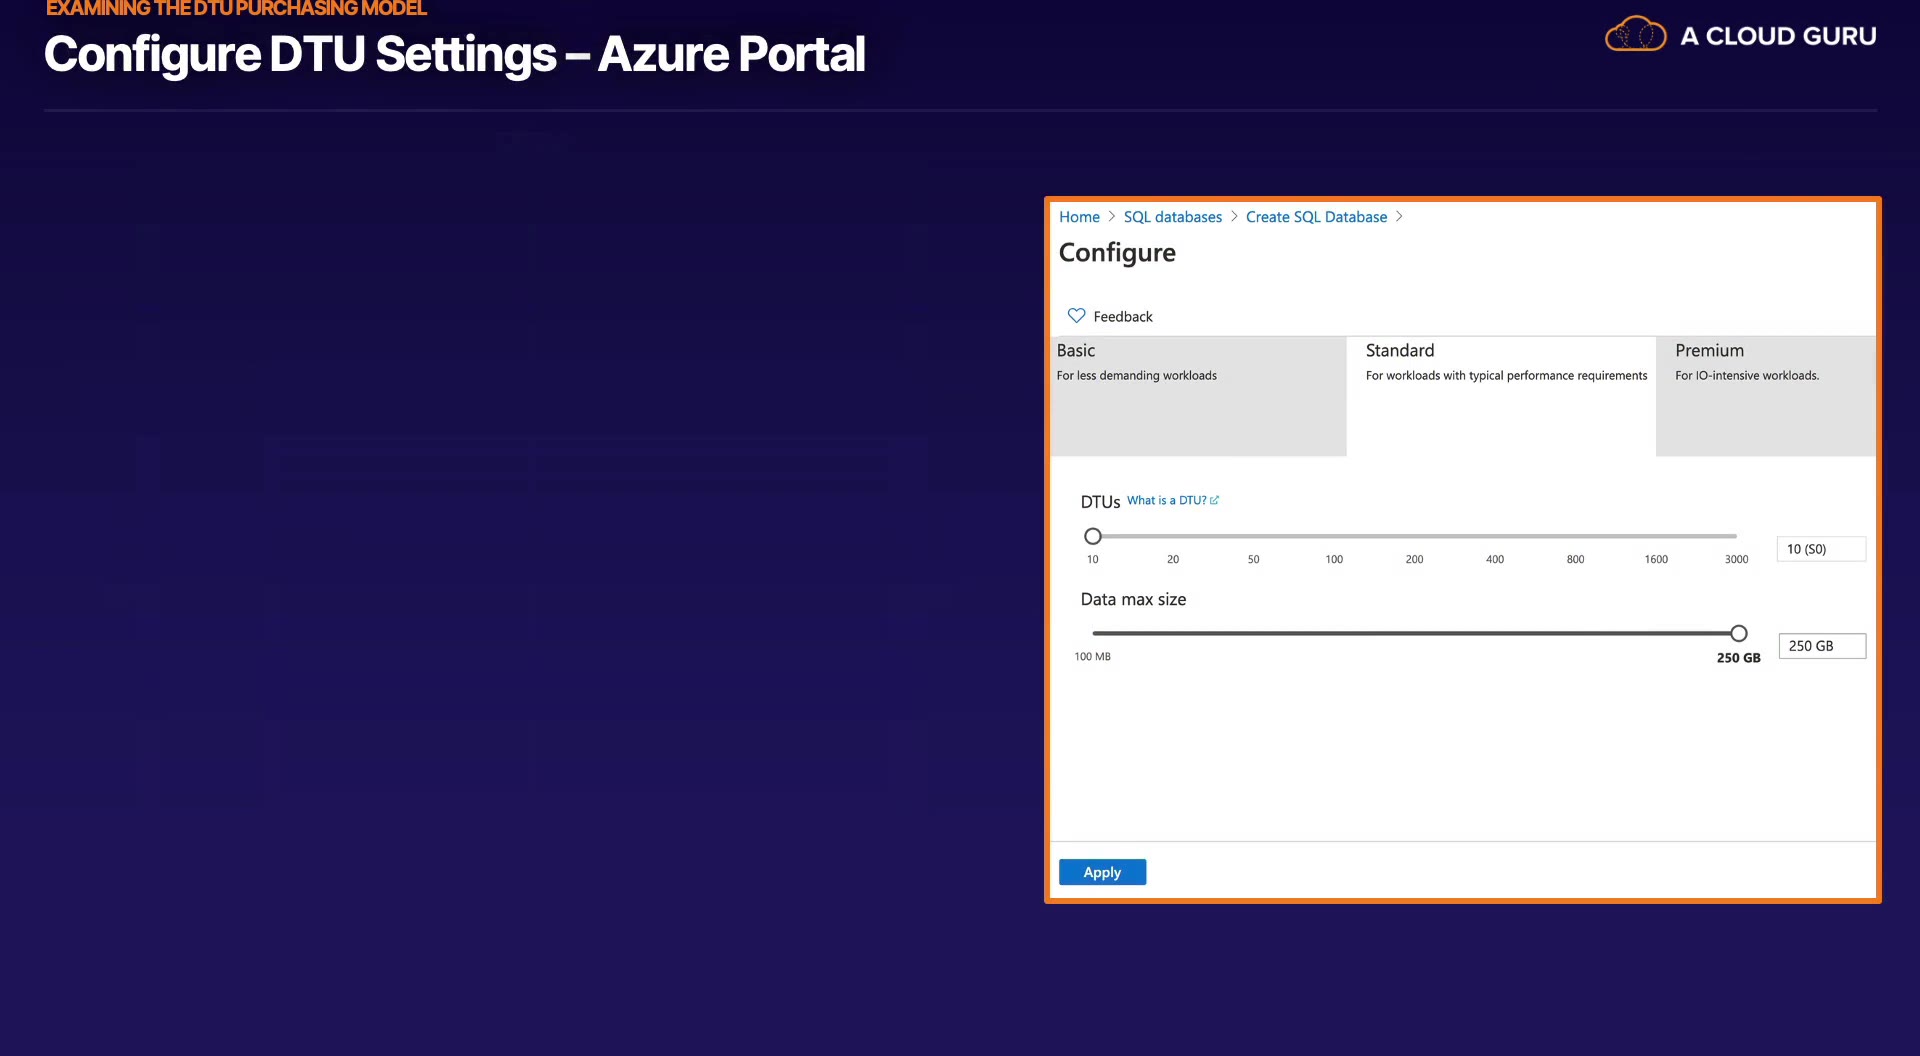 EXAMINING THE DTU PURCHASING MODEL
Configure DTU Settings – Azure Portal
A CLOUD GURU
Home > SQL databases > Create SQL Database >
Configure
Feedback
Basic
For less demanding workloads
Standard
For workloads with typical performance requirements
Premium
For IO-intensive workloads.
DTUs What is a DTU?
10 20 50 100 200 400 800 1600 3000
10 (S0)
Data max size
100 MB
250 GB
250 GB
Apply